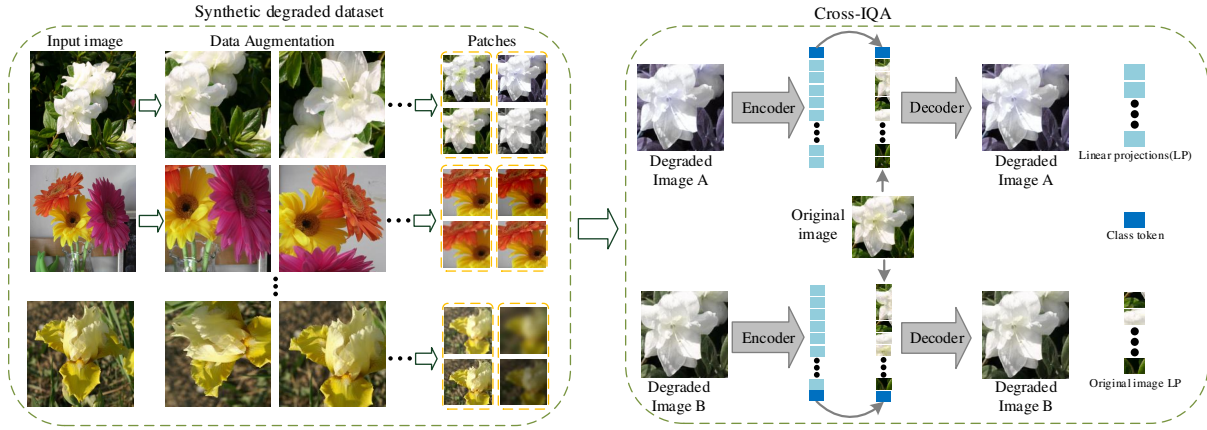 Synthetic degraded dataset
Input image
Data Augmentation
Patches
Cross-IQA
Encoder
Decoder
Degraded
Image A
Degraded
Image A
Linear projections(LP)
Original
image
Class token
Encoder
Decoder
Degraded
Image B
Degraded
Image B
Original image LP